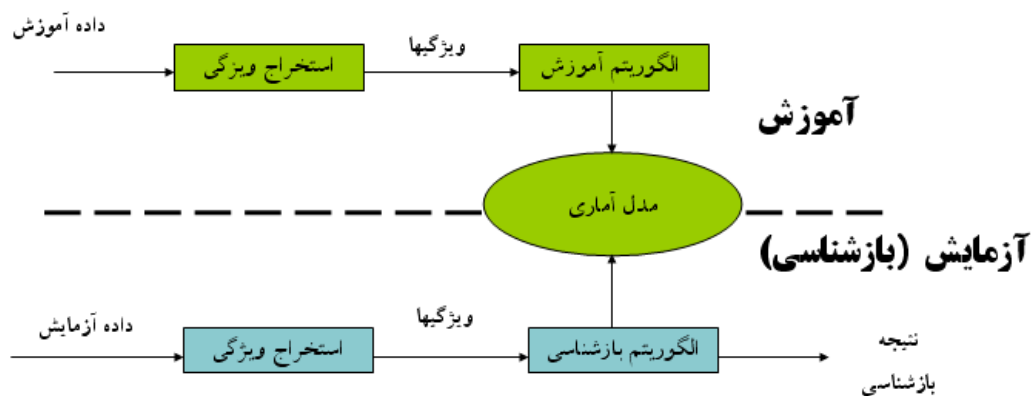 داده آموزش
استخراج ویژگی
ویژگیها
الگوریتم آموزش
آموزش
مدل آماری
آزمایش (بازشناسی)
داده آزمایش
استخراج ویژگی
ویژگیها
الگوریتم بازشناسی
نتیجه
بازشناسی